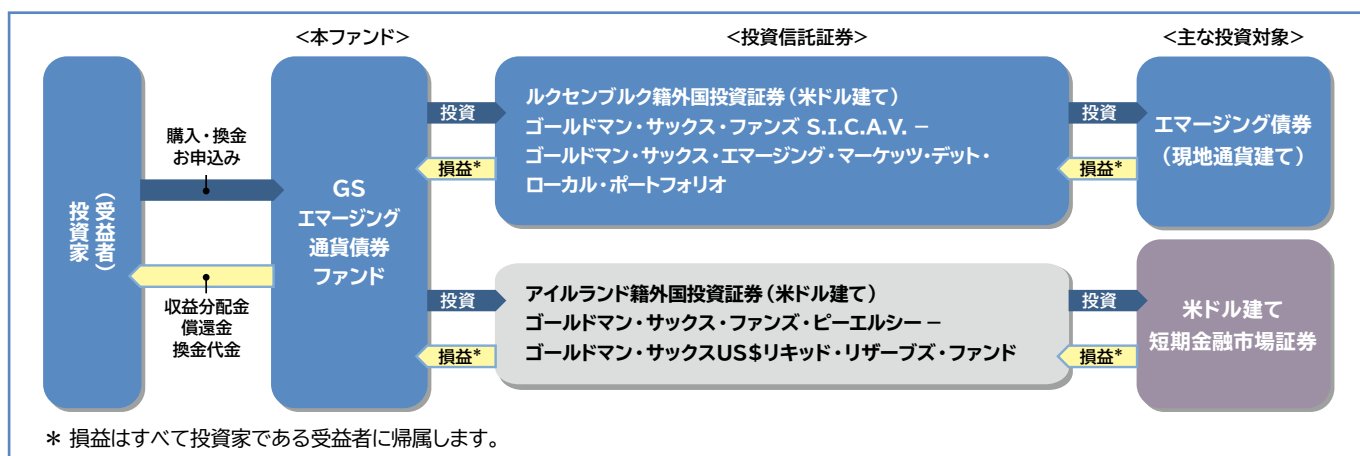 <本ファンド>
<投資信託証券>
<主な投資対象>
投資家
(受益者)
購入・換金
お申込み
収益分配金
償還金
換金代金
GS
エマージング
通貨債券
ファンド
投資
損益*
ルクセンブルク籍外国投資証券(米ドル建て)
ゴールドマン・サックス・ファンズ S.I.C.A.V. −
ゴールドマン・サックス・エマージング・マーケッツ・デット・
ローカル・ポートフォリオ
投資
損益*
エマージング債券
(現地通貨建て)
投資
損益*
アイルランド籍外国投資証券(米ドル建て)
ゴールドマン・サックス・ファンズ・ピーエルシー −
ゴールドマン・サックスUS$リキッド・リザーブズ・ファンド
投資
損益*
米ドル建て
短期金融市場証券
* 損益はすべて投資家である受益者に帰属します。